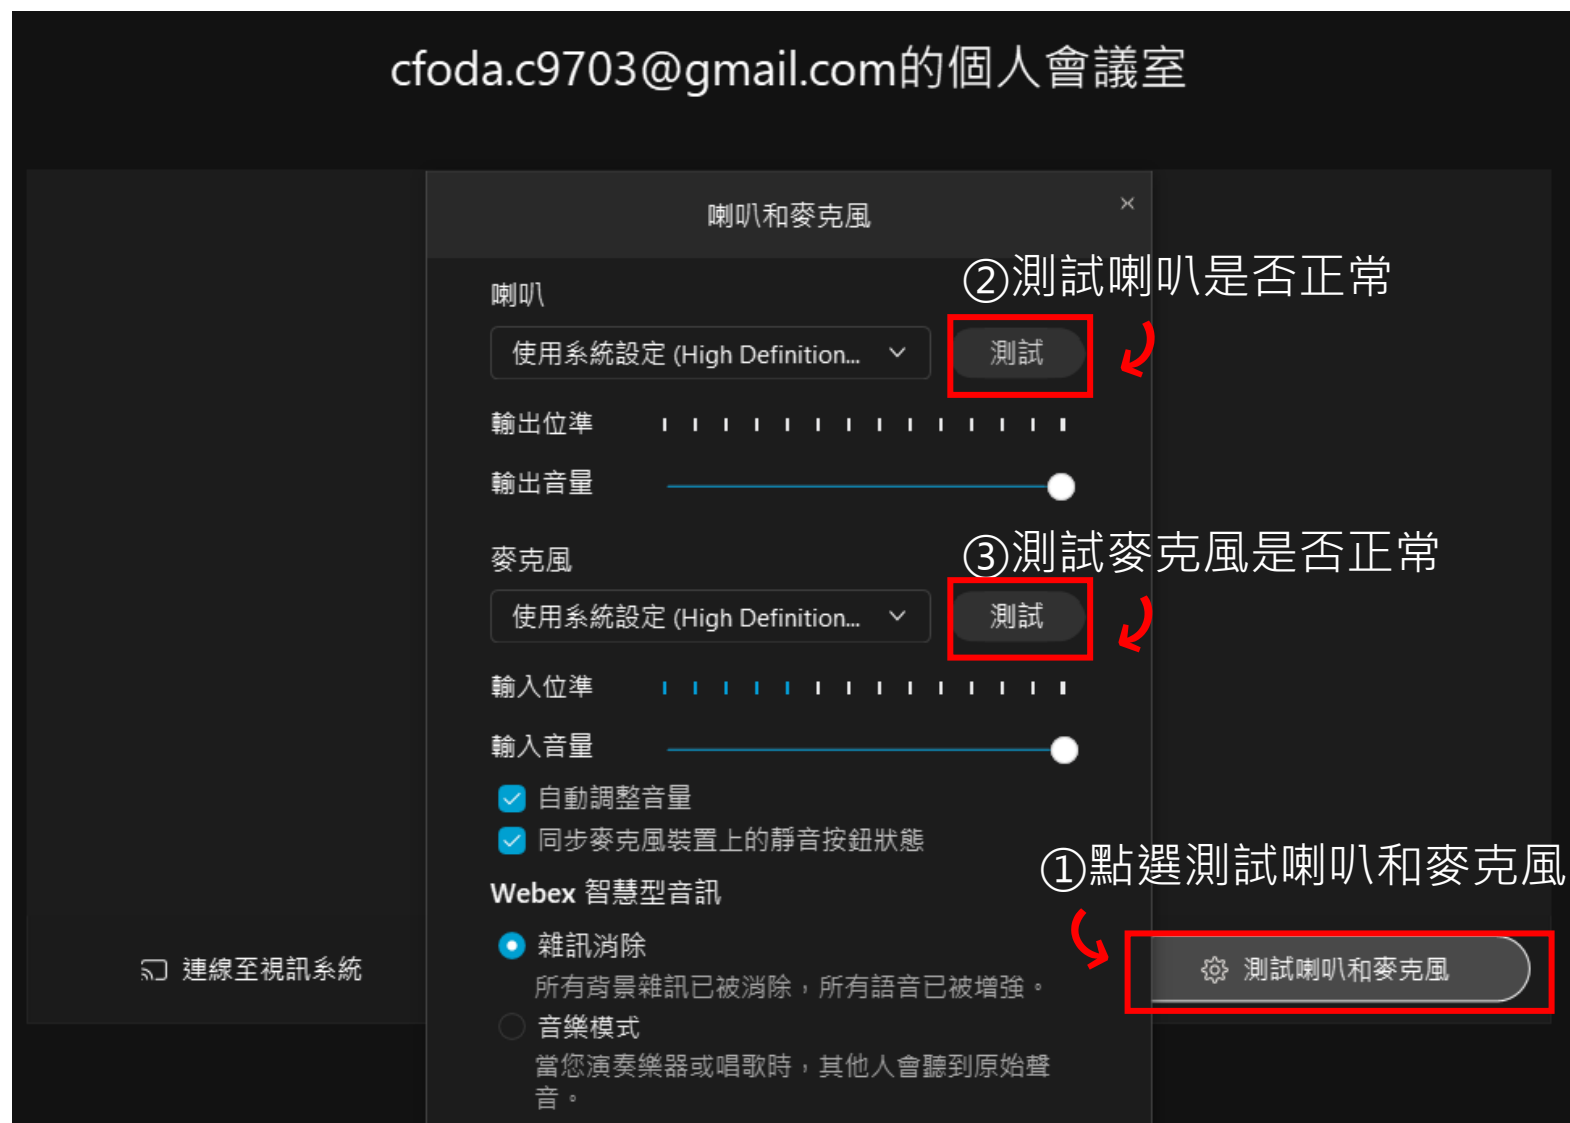 cfoda.c9703@gmail.com的個人會議室
喇叭和麥克風
②測試喇叭是否正常
喇叭
使用系統設定 (High Definition...
測試
輸出位準
輸出音量
③測試麥克風是否正常
麥克風
使用系統設定 (High Definition...
測試
輸入位準
輸入音量
自動調整音量
同步麥克風裝置上的靜音按鈕狀態
①點選測試喇叭和麥克風
Webex 智慧型音訊
雜訊消除
所有背景雜訊已被消除，所有語音已被增強。
連線至視訊系統
測試喇叭和麥克風
音樂模式
當您演奏樂器或唱歌時，其他人會聽到原始聲
音。